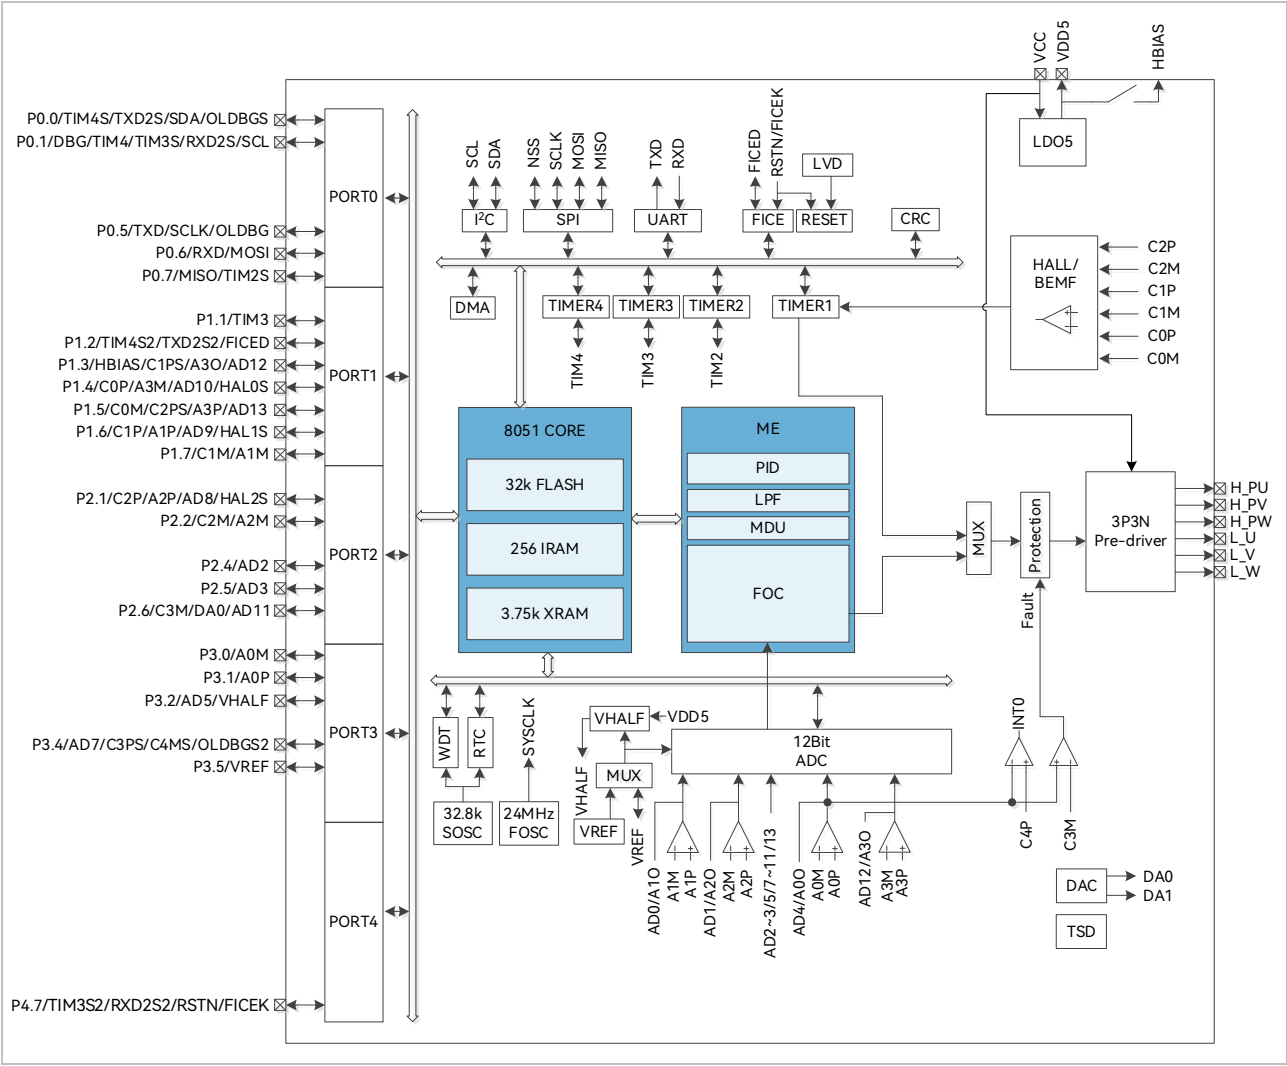 VCC
VDD5
HBIAS
LDO5
P0.0/TIM4S/TXD2S/SDA/OLDBGS
P0.1/DBG/TIM4/TIM3S/RXD2S/SCL
PORT0
P0.5/TXD/SCLK/OLDBG
P0.6/RXD/MOSI
P0.7/MISO/TIM2S
P1.1/TIM3
P1.2/TIM4S2/TXD2S2/FICED
P1.3/HBIAS/C1PS/A3O/AD12
PORT1
P1.4/C0P/A3M/AD10/HAL0S
P1.5/C0M/C2PS/A3P/AD13
P1.6/C1P/A1P/AD9/HAL1S
P1.7/C1M/A1M
P2.1/C2P/A2P/AD8/HAL2S
P2.2/C2M/A2M
PORT2
P2.4/AD2
P2.5/AD3
P2.6/C3M/DA0/AD11
P3.0/A0M
P3.1/A0P
P3.2/AD5/VHALF
PORT3
P3.4/AD7/C3PS/C4MS/OLDBGS2
P3.5/VREF
PORT4
P4.7/TIM3S2/RXD2S2/RSTN/FICEK
SCL
SDA
NSS
SCLK
MOSI
MISO
TXD
RXD
FICED
RSTN/FICEK
LVD
I²C
SPI
UART
FICE
RESET
CRC
DMA
TIMER4
TIMER3
TIMER2
TIMER1
TIM4
TIM3
TIM2
HALL/
BEMF
C2P
C2M
C1P
C1M
C0P
C0M
8051 CORE
32k FLASH
256 IRAM
3.75k XRAM
ME
PID
LPF
MDU
FOC
MUX
Protection
Fault
3P3N
Pre-driver
H_PU
H_PV
H_PW
L_U
L_V
L_W
WDT
RTC
SYSCLK
32.8k
SOSC
24MHz
FOSC
VHALF
VDD5
VHALF
MUX
VREF
VREF
12Bit
ADC
AD0/A1O
A1M
A1P
AD1/A2O
A2M
A2P
AD2~3/5/7~11/13
AD4/A0O
A0M
A0P
AD12/A3O
A3M
A3P
INT0
C4P
C3M
DAC
DA0
DA1
TSD